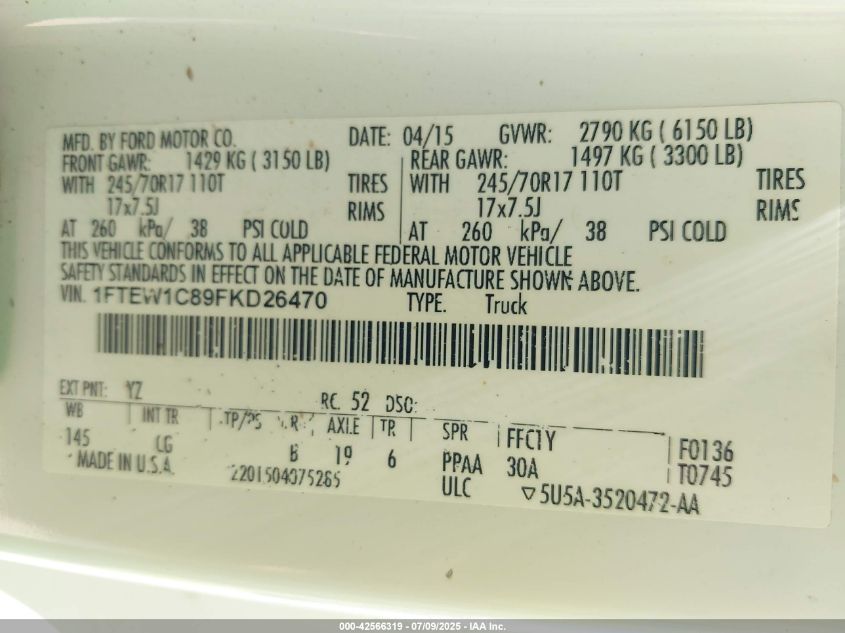 MFD. BY FORD MOTOR CO. DATE: 04/15 GVWR: 2790 KG ( 6150 LB)
FRONT GAWR: 1429 KG ( 3150 LB) REAR GAWR: 1497 KG ( 3300 LB)
WITH 245/70R17 110T TIRES WITH 245/70R17 110T TIRES
17x7.5J RIMS 17x7.5J RIMS
AT 260 kPa/ 38 PSI COLD AT 260 kPa/ 38 PSI COLD
THIS VEHICLE CONFORMS TO ALL APPLICABLE FEDERAL MOTOR VEHICLE
SAFETY STANDARDS IN EFFECT ON THE DATE OF MANUFACTURE SHOWN ABOVE.
VIN. 1FTEW1C89FKD26470 TYPE. Truck
EXT PNT: YZ RC. 52 DSO:
WB INT TR TP/PS R AXLE TR SPR FFC1Y F0136
145 CG B 19 6 PPAA 30A T0745
MADE IN U.S.A. ULC ▽5U5A-3520472-AA
000-42566319 - 07/09/2025 - IAA Inc.